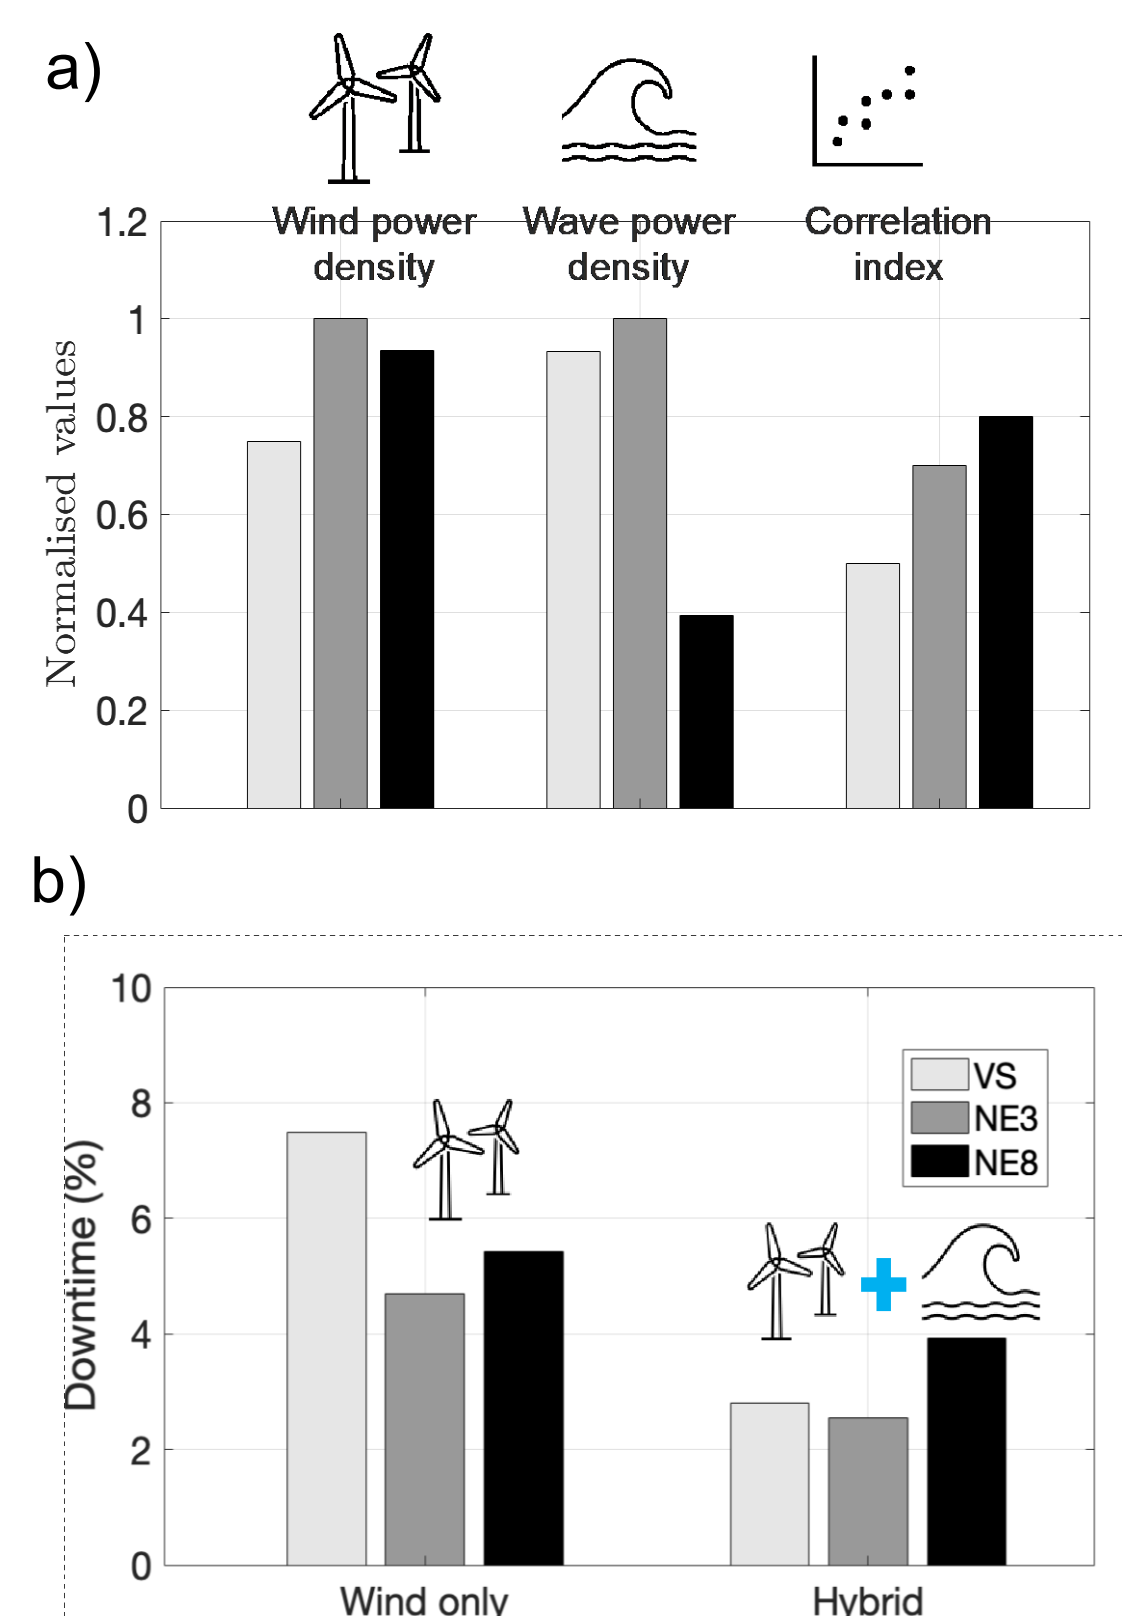 a)
Wind power
density
Wave power
density
Correlation
index
1.2
1
0.8
0.6
0.4
0.2
0
Normalised values
b)
10
8
6
4
2
0
Downtime (%)
VS
NE3
NE8
Wind only
Hybrid